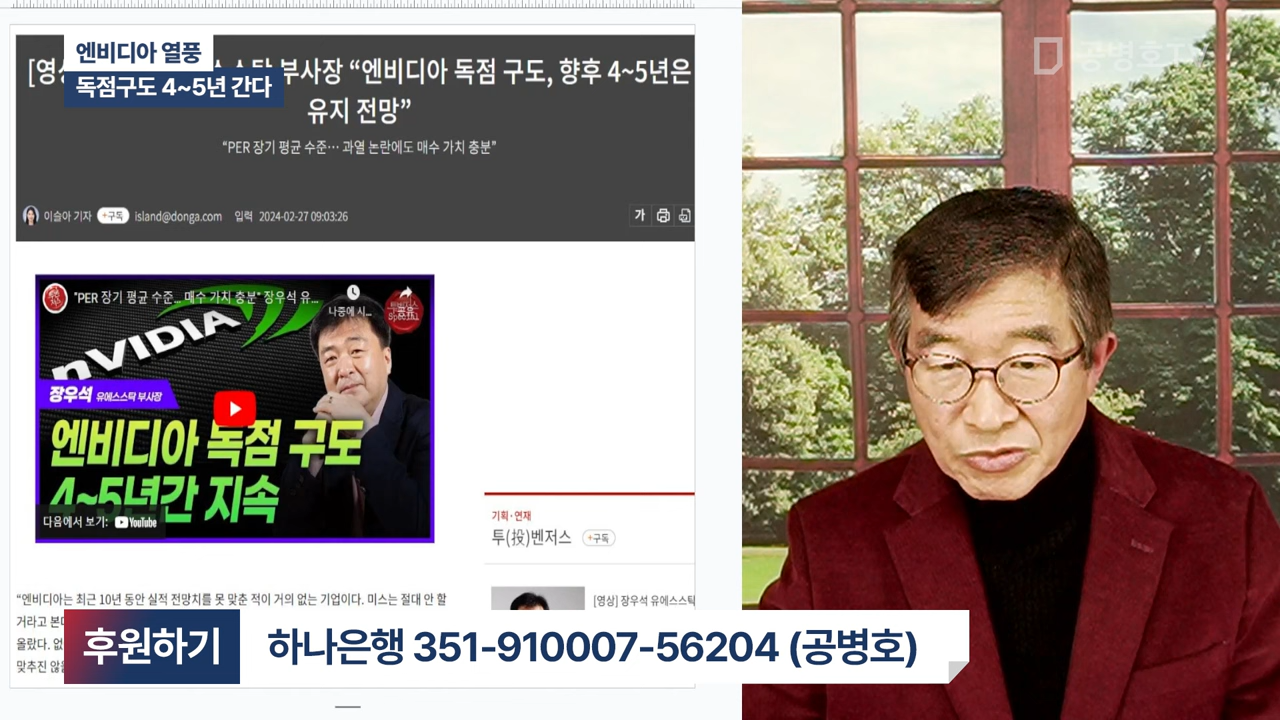 엔비디아 열풍
독점구도 4~5년 간다
[영 부사장 “엔비디아 독점 구도, 향후 4~5년은
유지 전망”
“PER 장기 평균 수준… 과열 논란에도 매수 가치 충분”
이슬아 기자 +구독 island@donga.com 입력 2024-02-27 09:03:26 가
공병호TV
"PER 장기 평균 수준... 매수 가치 충분" 장우석 유...
나중에 시...
공유
nVIDIA
장우석 유에스스탁 부사장
엔비디아 독점 구도
4~5년간 지속
다음에서 보기: YouTube
기획·연재
투(投)벤저스 +구독
[영상] 장우석 유에스스탁
“엔비디아는 최근 10년 동안 실적 전망치를 못 맞춘 적이 거의 없는 기업이다. 미스는 절대 안 할
거라고 본다
올랐다. 없
맞추진 않을
후원하기
하나은행 351-910007-56204 (공병호)